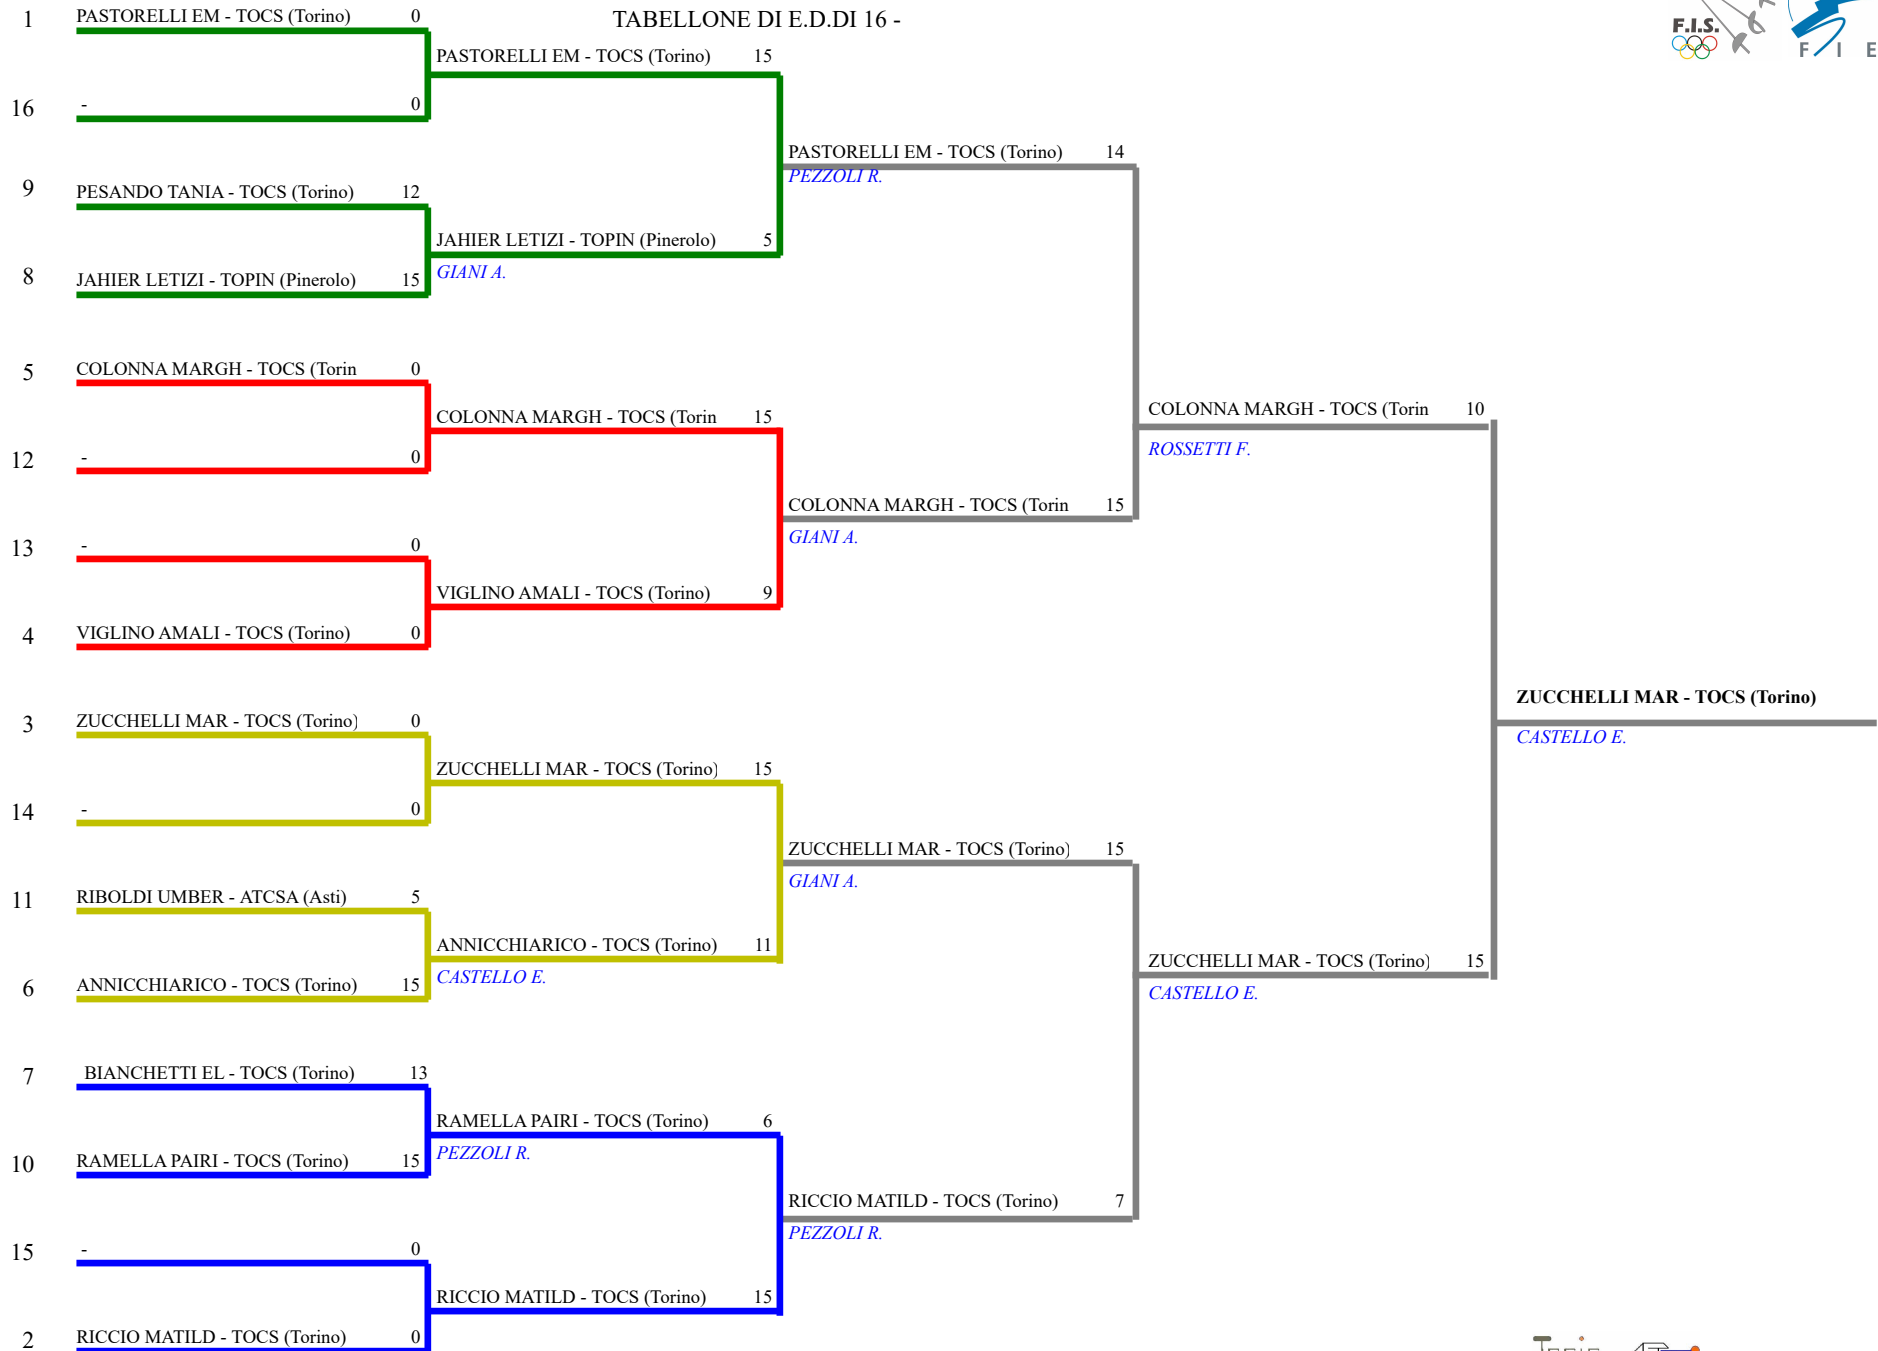 TABELLONE DI E.D.DI 16 -
F.I.S.
F I E
1 PASTORELLI EM - TOCS (Torino) 0
PASTORELLI EM - TOCS (Torino) 15
16 - 0
PASTORELLI EM - TOCS (Torino) 14
PEZZOLI R.
9 PESANDO TANIA - TOCS (Torino) 12
JAHIER LETIZI - TOPIN (Pinerolo) 5
GIANI A.
8 JAHIER LETIZI - TOPIN (Pinerolo) 15
5 COLONNA MARGH - TOCS (Torin 0
COLONNA MARGH - TOCS (Torin 15
COLONNA MARGH - TOCS (Torin 10
ROSSETTI F.
12 - 0
COLONNA MARGH - TOCS (Torin 15
GIANI A.
13 - 0
VIGLINO AMALI - TOCS (Torino) 9
4 VIGLINO AMALI - TOCS (Torino) 0
ZUCCHELLI MAR - TOCS (Torino)
CASTELLO E.
3 ZUCCHELLI MAR - TOCS (Torino) 0
ZUCCHELLI MAR - TOCS (Torino) 15
14 - 0
ZUCCHELLI MAR - TOCS (Torino) 15
GIANI A.
11 RIBOLDI UMBER - ATCSA (Asti) 5
ANNICCHIARICO - TOCS (Torino) 11
CASTELLO E.
ZUCCHELLI MAR - TOCS (Torino) 15
CASTELLO E.
6 ANNICCHIARICO - TOCS (Torino) 15
7 BIANCHETTI EL - TOCS (Torino) 13
RAMELLA PAIRI - TOCS (Torino) 6
PEZZOLI R.
10 RAMELLA PAIRI - TOCS (Torino) 15
RICCIO MATILD - TOCS (Torino) 7
PEZZOLI R.
15 - 0
RICCIO MATILD - TOCS (Torino) 15
2 RICCIO MATILD - TOCS (Torino) 0